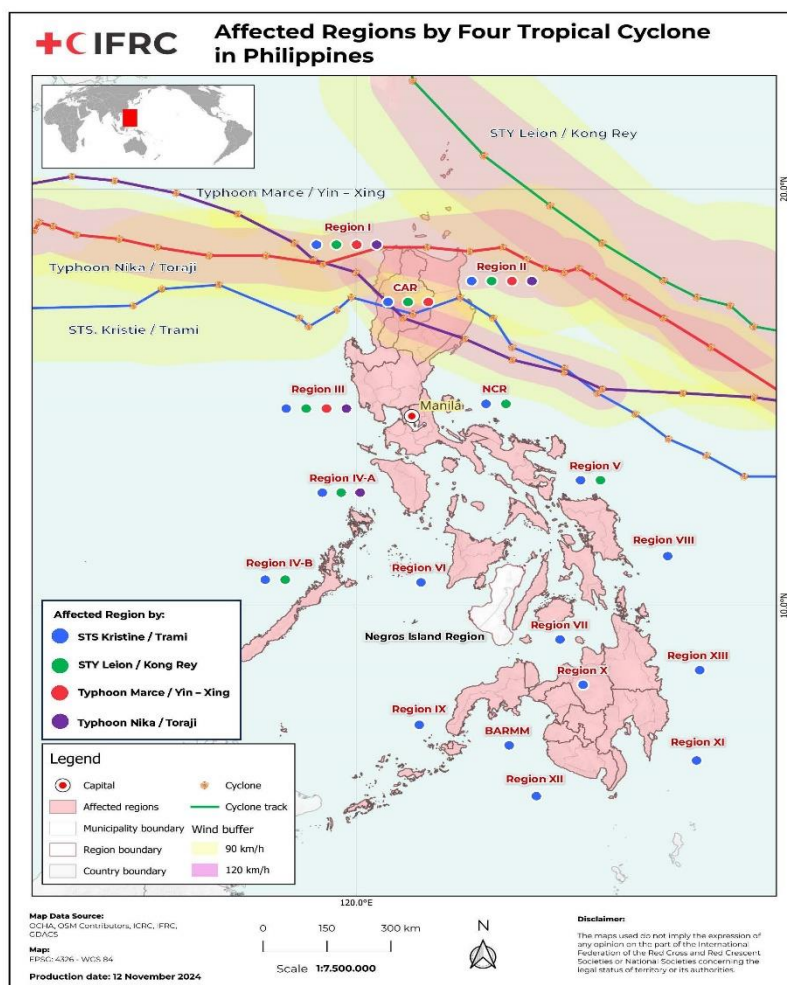 IFRC
Affected Regions by Four Tropical Cyclone
in Philippines
STY Leion / Kong Rey
20.0°E
Typhoon Marce / Yin – Xing
Region I
Typhoon Nika / Toraji
Region II
CAR
STS. Kristie / Trami
Region III
NCR
Manila
Region IV-A
Region V
Region VIII
Region IV-B
Region VI
10.0°E
Affected Region by:
STS Kristine / Trami
STY Leion / Kong Rey
Typhoon Marce / Yin – Xing
Typhoon Nika / Toraji
Negros Island Region
Region VII
Region XIII
Region X
Region IX
BARMM
Region XI
Region XII
Legend
Capital
Cyclone
Affected regions
Cyclone track
Municipality boundary
Wind buffer
Region boundary
90 km/h
Country boundary
120 km/h
120.0°E
Map Data Source:
OCHA, OSM Contributors, ICRC, IFRC,
GDACS
Map:
EPSG: 4326 - WGS 84
Production date: 12 November 2024
0 150 300 km
Scale 1:7.500.000
N
Disclaimer:
The maps used do not imply the expression of
any opinion on the part of the International
Federation of the Red Cross and Red Crescent
Societies or National Societies concerning the
legal status of territory or its authorities.